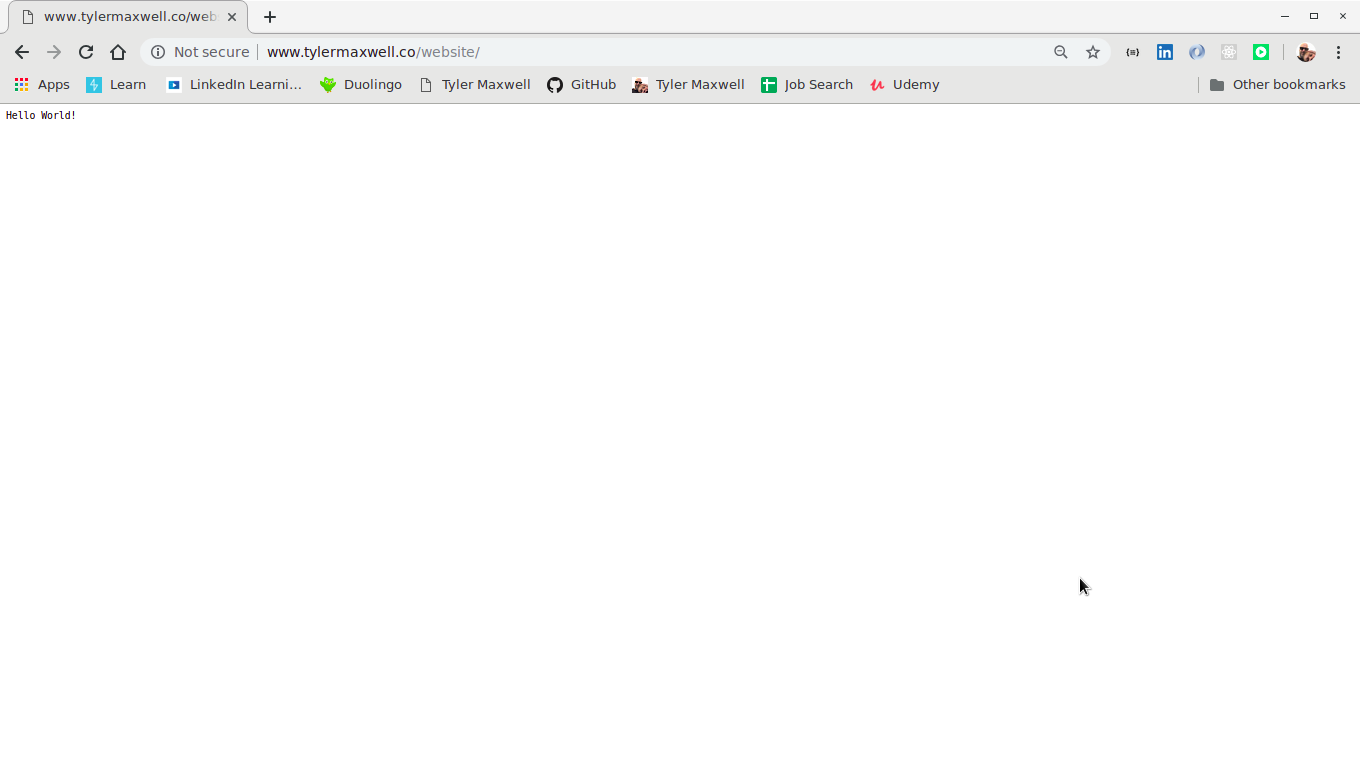 www.tylermaxwell.co/web
Not secure www.tylermaxwell.co/website/
Apps Learn LinkedIn Learni... Duolingo Tyler Maxwell GitHub Tyler Maxwell Job Search Udemy Other bookmarks
Hello World!